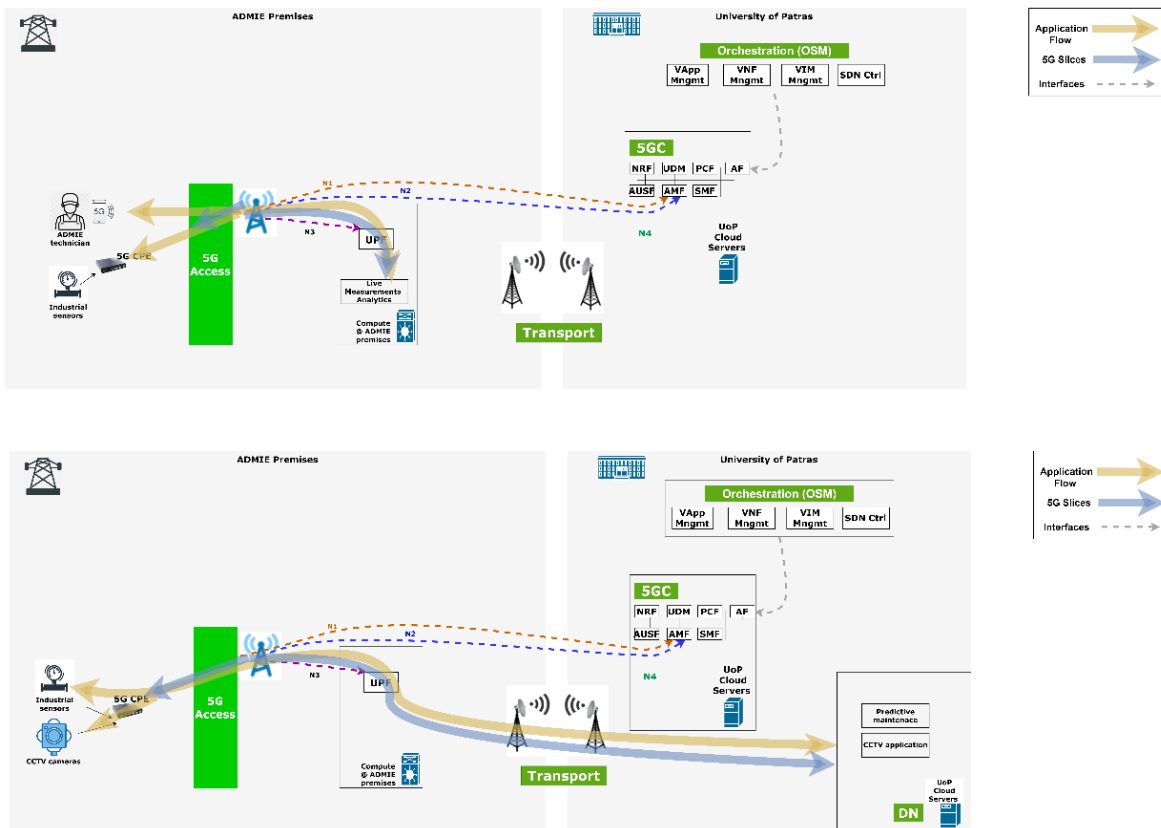 ADMIE Premises
University of Patras
Orchestration (OSM)
VApp
Mngmt
VNF
Mngmt
VIM
Mngmt
SDN Ctrl
Application
Flow
5G Slices
Interfaces
5GC
NRF
UDM
PCF
AF
AUSF
AMF
SMF
N1
N2
N3
N4
5G
ADMIE
technician
5G CPE
Industrial
sensors
5G
Access
UPF
Live
Measurements
Analytics
Compute
@ ADMIE
premises
Transport
UoP
Cloud
Servers
ADMIE Premises
University of Patras
Orchestration (OSM)
VApp
Mngmt
VNF
Mngmt
VIM
Mngmt
SDN Ctrl
Application
Flow
5G Slices
Interfaces
5GC
NRF
UDM
PCF
AF
AUSF
AMF
SMF
N1
N2
N3
N4
Industrial
sensors
5G CPE
CCTV cameras
5G
Access
UPF
Compute
@ ADMIE
premises
Transport
UoP
Cloud
Servers
Predictive
maintenace
CCTV application
DN
UoP
Cloud
Servers